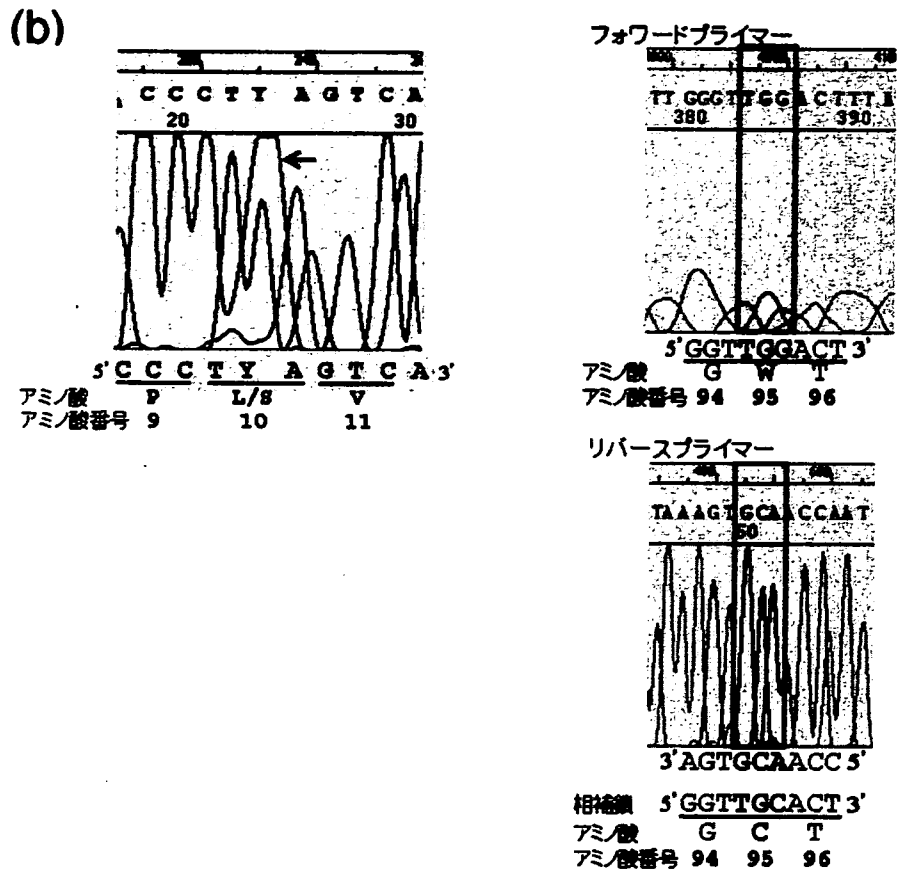 (b)
C C C T Y A G T C A
20 30
5' C C C T Y A G T C A 3'
アミノ酸 P L/S V
アミノ酸番号 9 10 11
フォワードプライマー
TT GGGT TGG ACTTTA
380 390
5' GGTTGGACT 3'
アミノ酸 G W T
アミノ酸番号 94 95 96
リバースプライマー
TAAAGTGCAACCAAT
50
3' AGTGCAACC 5'
相補鎖 5' GGTTGCACT 3'
アミノ酸 G C T
アミノ酸番号 94 95 96